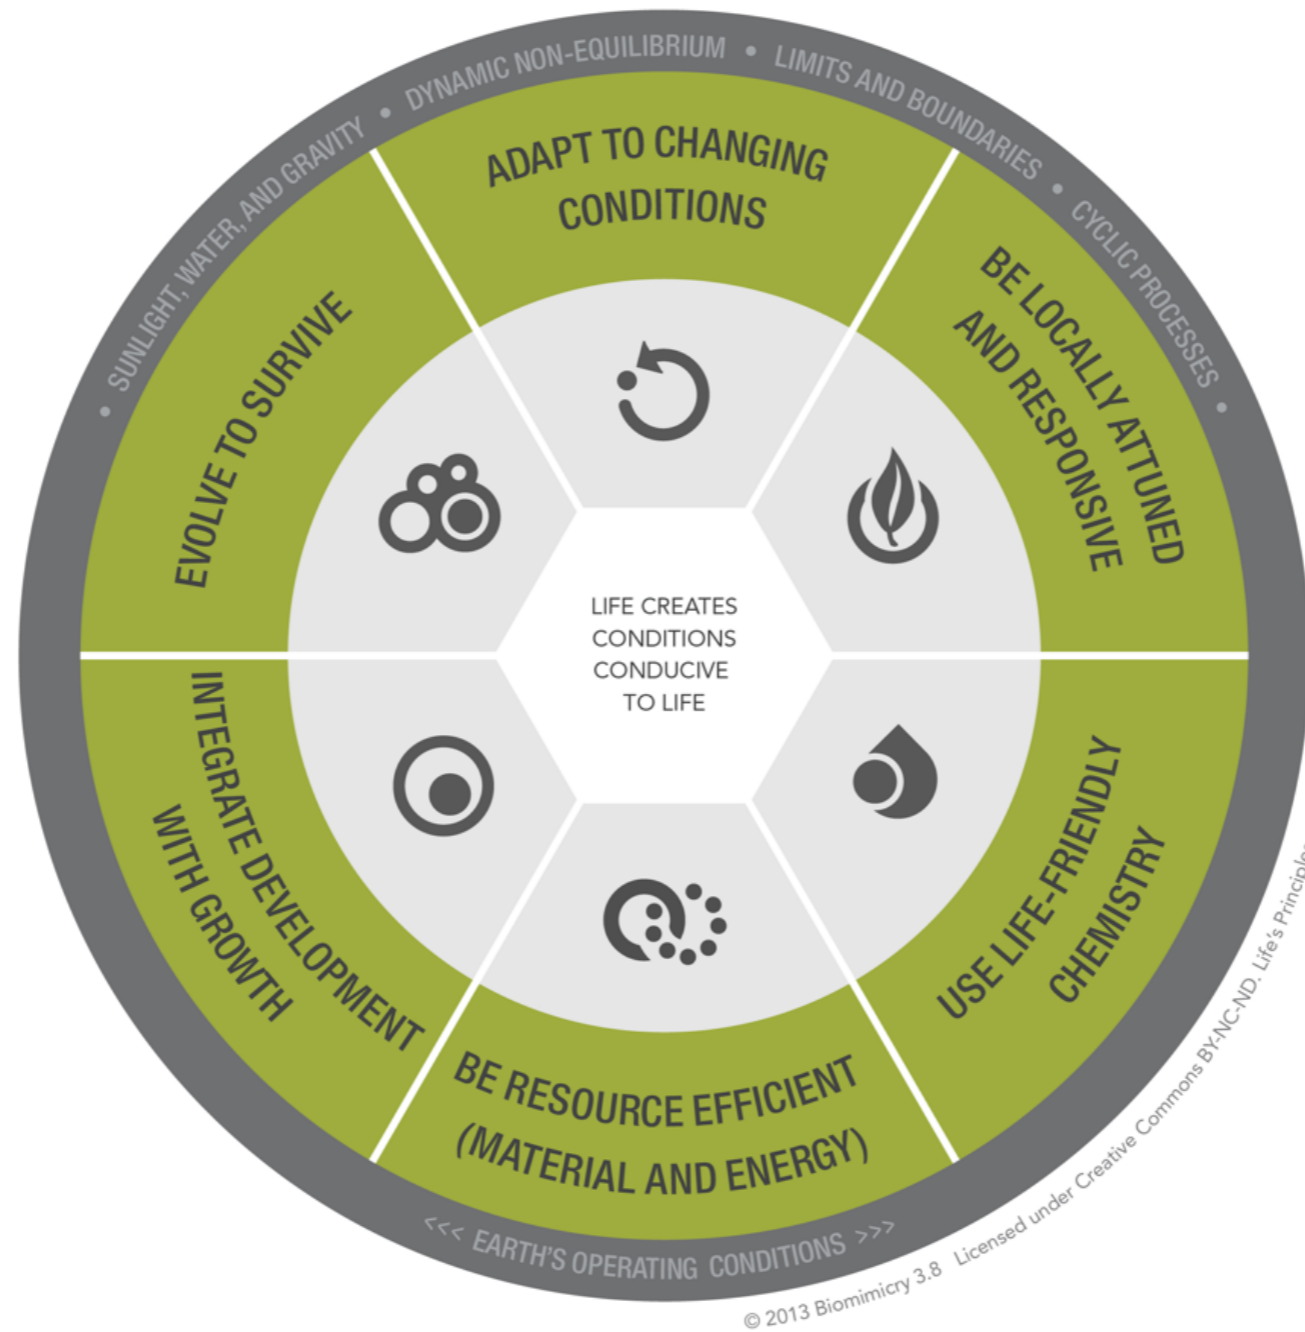 • SUNLIGHT, WATER, AND GRAVITY • DYNAMIC NON-EQUILIBRIUM • LIMITS AND BOUNDARIES • CYCLIC PROCESSES •
ADAPT TO CHANGING
CONDITIONS
BE LOCALLY ATTUNED
AND RESPONSIVE
USE LIFE-FRIENDLY
CHEMISTRY
BE RESOURCE EFFICIENT
(MATERIAL AND ENERGY)
INTEGRATE DEVELOPMENT
WITH GROWTH
EVOLVE TO SURVIVE
LIFE CREATES
CONDITIONS
CONDUCIVE
TO LIFE
<<< EARTH'S OPERATING CONDITIONS >>>
© 2013 Biomimicry 3.8 Licensed under Creative Commons BY-NC-ND. Life's Principles